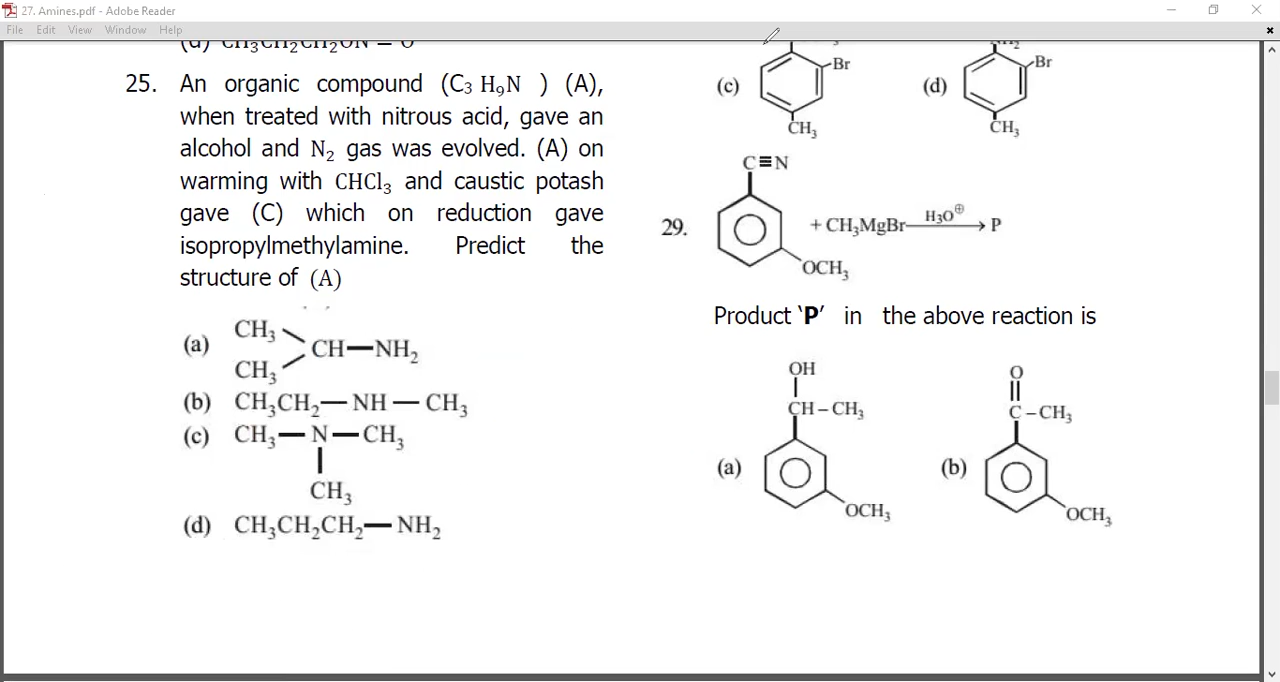 27. Amines.pdf - Adobe Reader
File Edit View Window Help
(d) CH₃CH₂CH₂ON = O
25. An organic compound (C₃ H₉N ) (A),
when treated with nitrous acid, gave an
alcohol and N₂ gas was evolved. (A) on
warming with CHCl₃ and caustic potash
gave (C) which on reduction gave
isopropylmethylamine. Predict the
structure of (A)
(a) CH₃
CH₃
CH—NH₂
(b) CH₃CH₂—NH—CH₃
(c) CH₃—N—CH₃
CH₃
(d) CH₃CH₂CH₂—NH₂
(c) Br
CH₃
(d) Br
CH₃
29. C≡N
OCH₃
+ CH₃MgBr H₃O⊕ → P
Product ‘P’ in the above reaction is
(a) OH
CH–CH₃
OCH₃
(b) O
C–CH₃
OCH₃